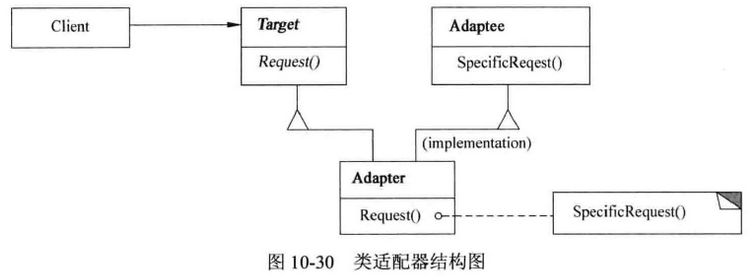 Client
Target
Request()
Adaptee
SpecificReqest()
(implementation)
Adapter
Request()
SpecificRequest()
图 10-30 类适配器结构图